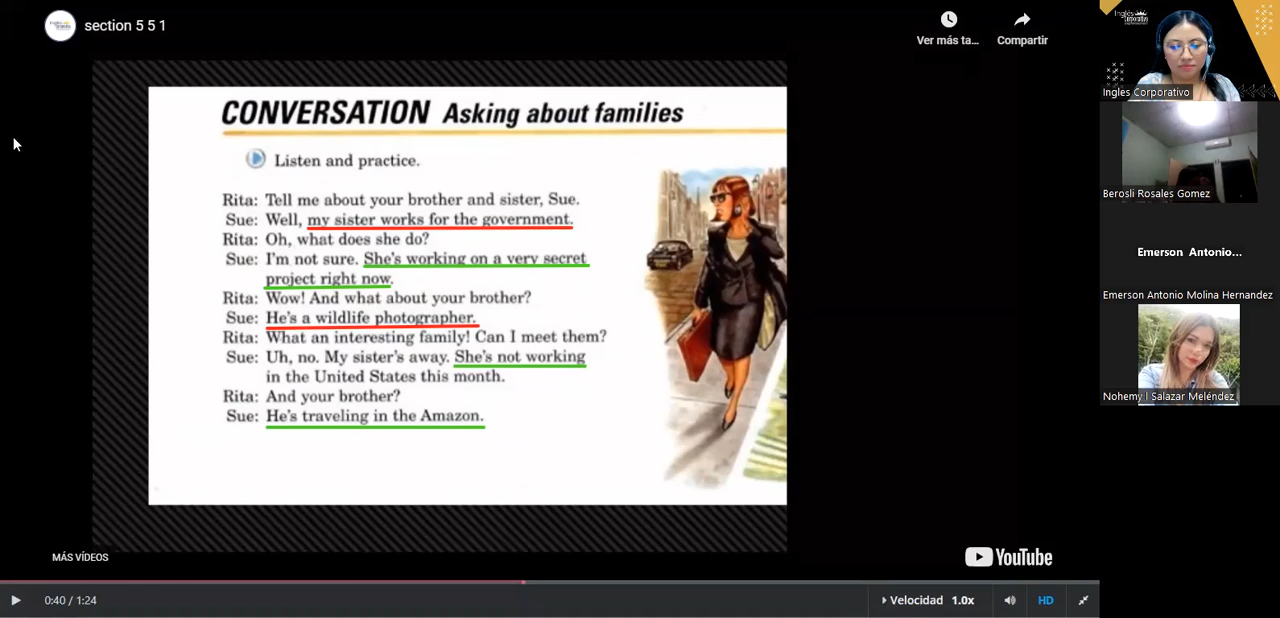 section 5 5 1
Ver más ta...
Compartir
CONVERSATION Asking about families
Listen and practice.
Rita: Tell me about your brother and sister, Sue.
Sue: Well, my sister works for the government.
Rita: Oh, what does she do?
Sue: I'm not sure. She's working on a very secret
project right now.
Rita: Wow! And what about your brother?
Sue: He's a wildlife photographer.
Rita: What an interesting family! Can I meet them?
Sue: Uh, no. My sister's away. She's not working
in the United States this month.
Rita: And your brother?
Sue: He's traveling in the Amazon.
MÁS VÍDEOS
YouTube
0:40 / 1:24
Velocidad 1.0x
HD
Ingles Corporativo
Berosli Rosales Gomez
Emerson Antonio...
Emerson Antonio Molina Hernandez
Nohemy I Salazar Meléndez